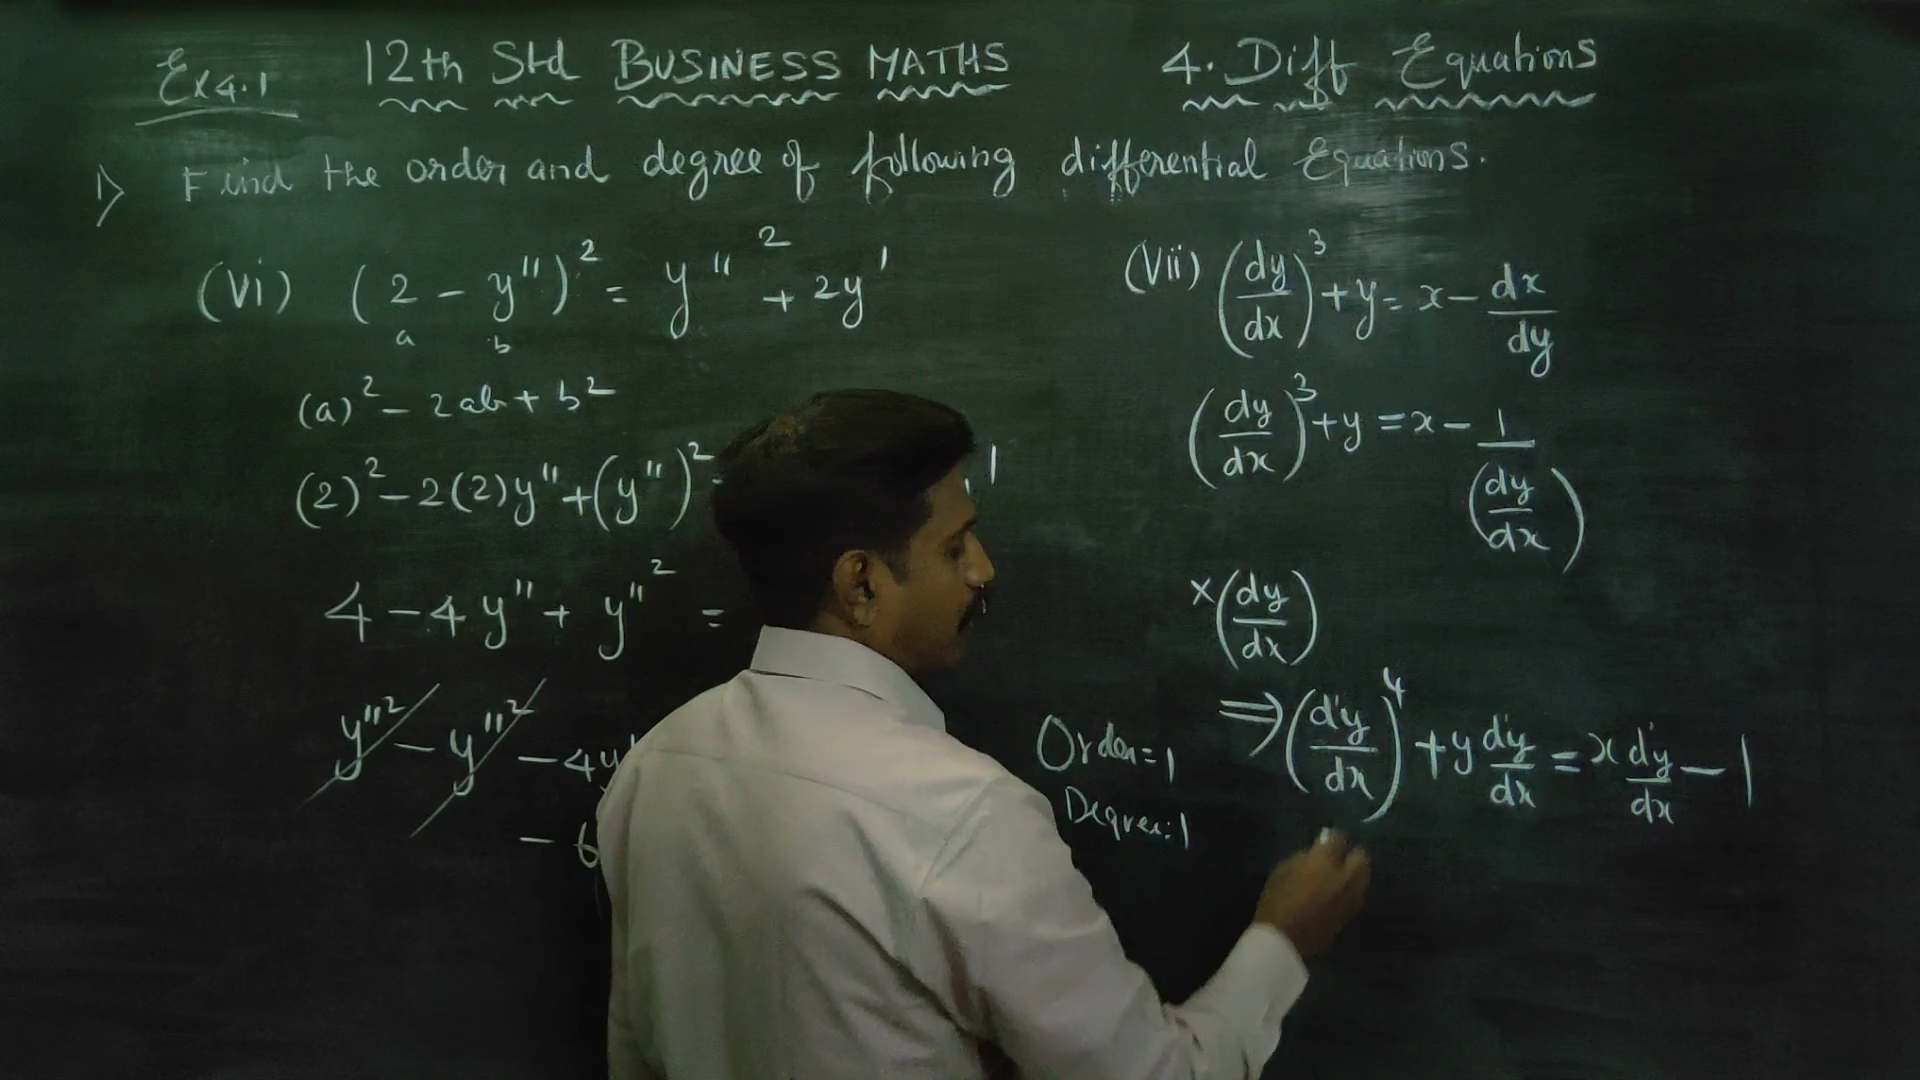 Ex 4.1 12th Std BUSINESS MATHS 4. Diff Equations
1) Find the order and degree of following differential Equations.
(vi) (2 - y'')² = y''² + 2y'
a b
(a)² - 2ab + b²
(2)² - 2(2)y'' + (y'')² =
4 - 4y'' + y''² =
y''² - y''² - 4y
- 6
Order = 1
Degree: 1
(Vii) (dy/dx)³ + y = x - dx/dy
(dy/dx)³ + y = x - 1/(dy/dx)
×(dy/dx)
⇒ (dy/dx)⁴ + y dy/dx = x dy/dx - 1